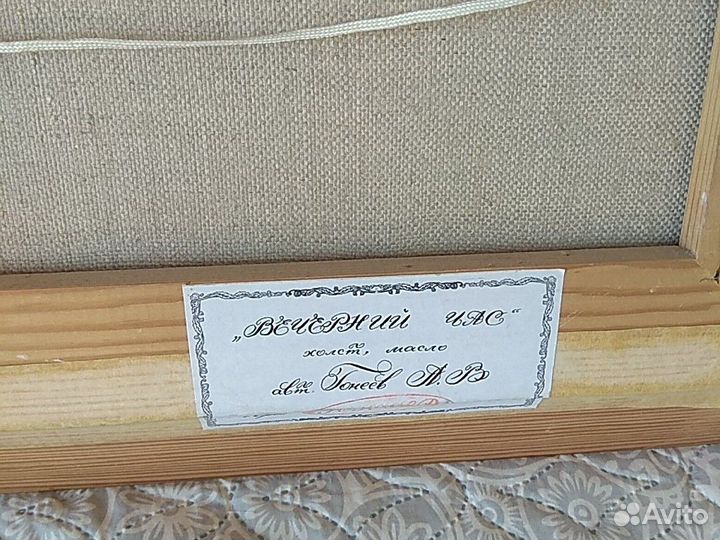 „ВЕЧЕРНИЙ ЧАС“
холст, масло
авт. Гонеев А.В
Avito